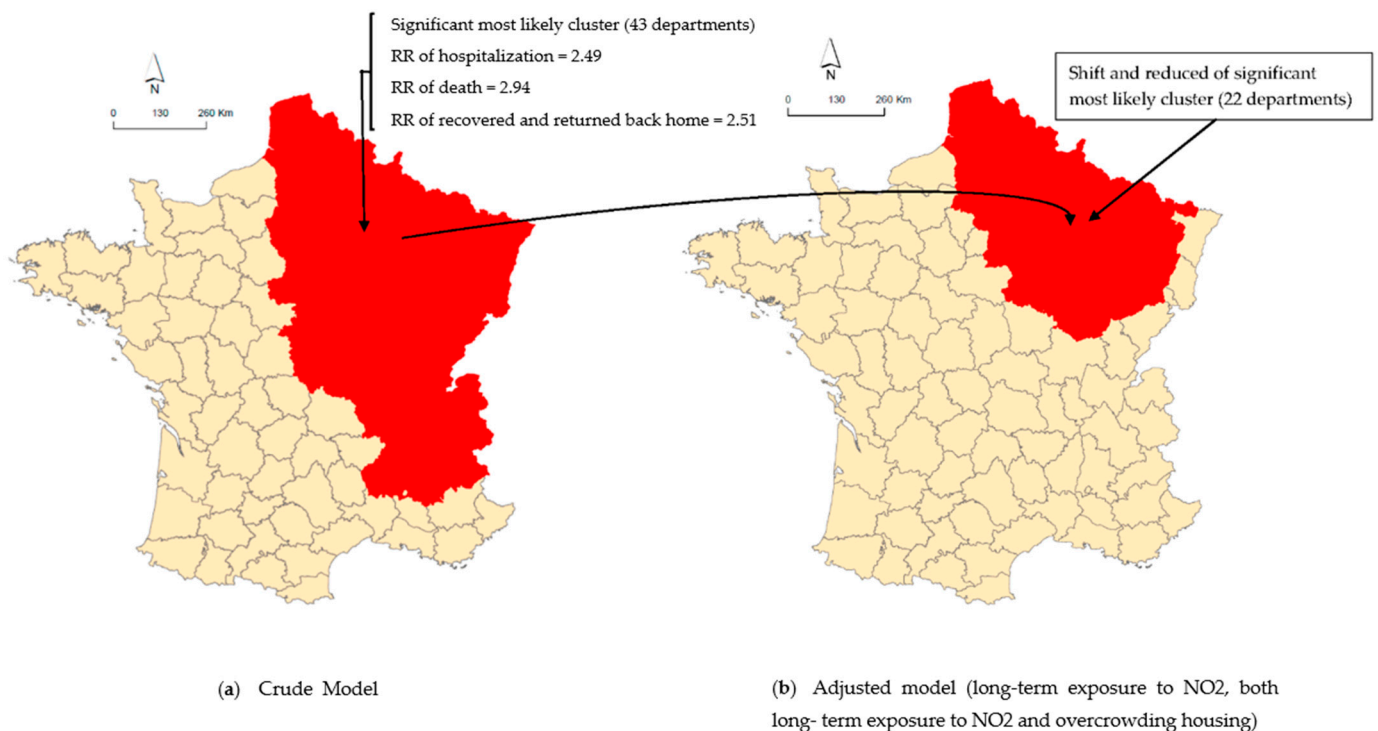 Significant most likely cluster (43 departments)
RR of hospitalization = 2.49
RR of death = 2.94
RR of recovered and returned back home = 2.51
N
0 130 260 Km
N
0 130 260 Km
Shift and reduced of significant
most likely cluster (22 departments)
(a) Crude Model
(b) Adjusted model (long-term exposure to NO2, both
long- term exposure to NO2 and overcrowding housing)